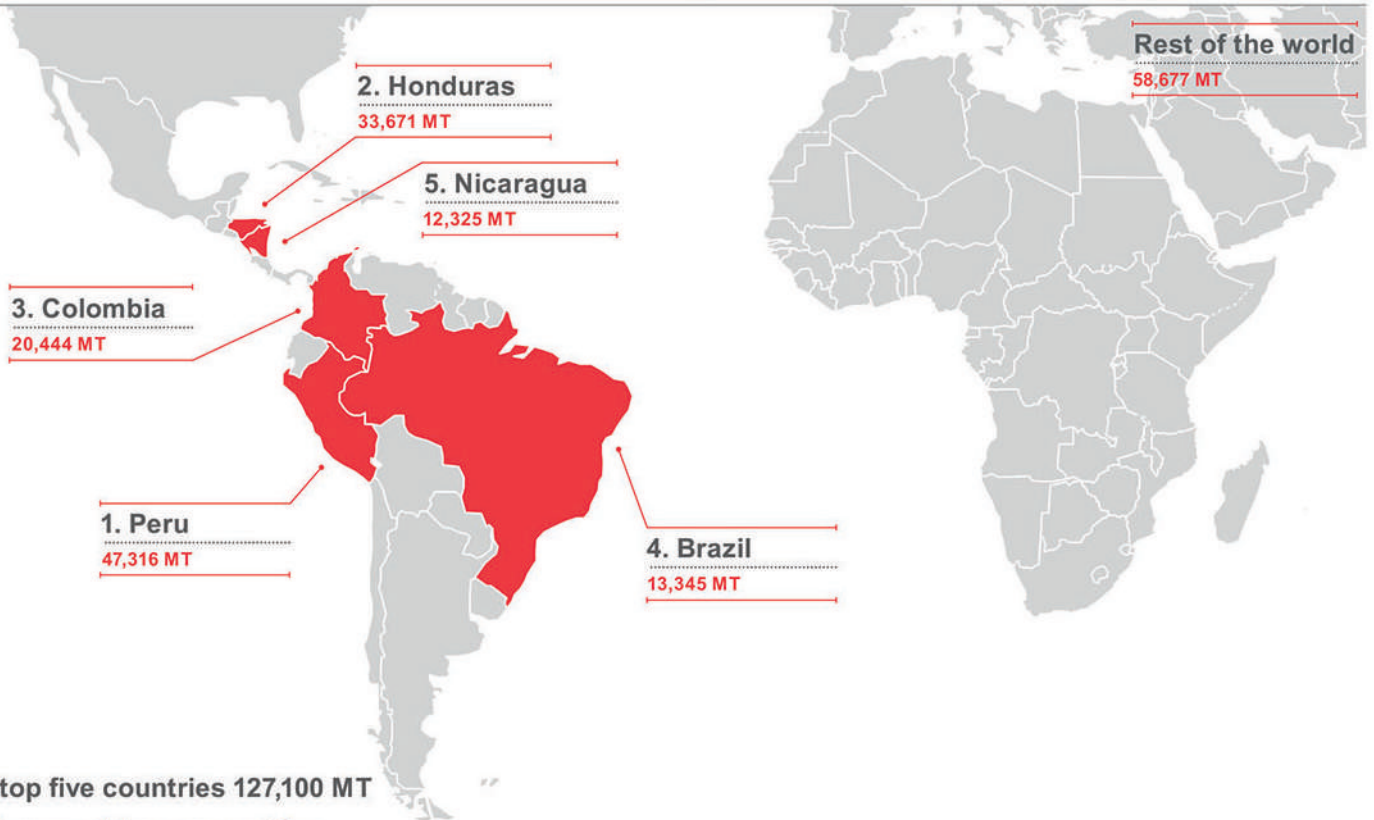 Rest of the world
58,677 MT
2. Honduras
33,671 MT
5. Nicaragua
12,325 MT
3. Colombia
20,444 MT
1. Peru
47,316 MT
4. Brazil
13,345 MT
top five countries 127,100 MT